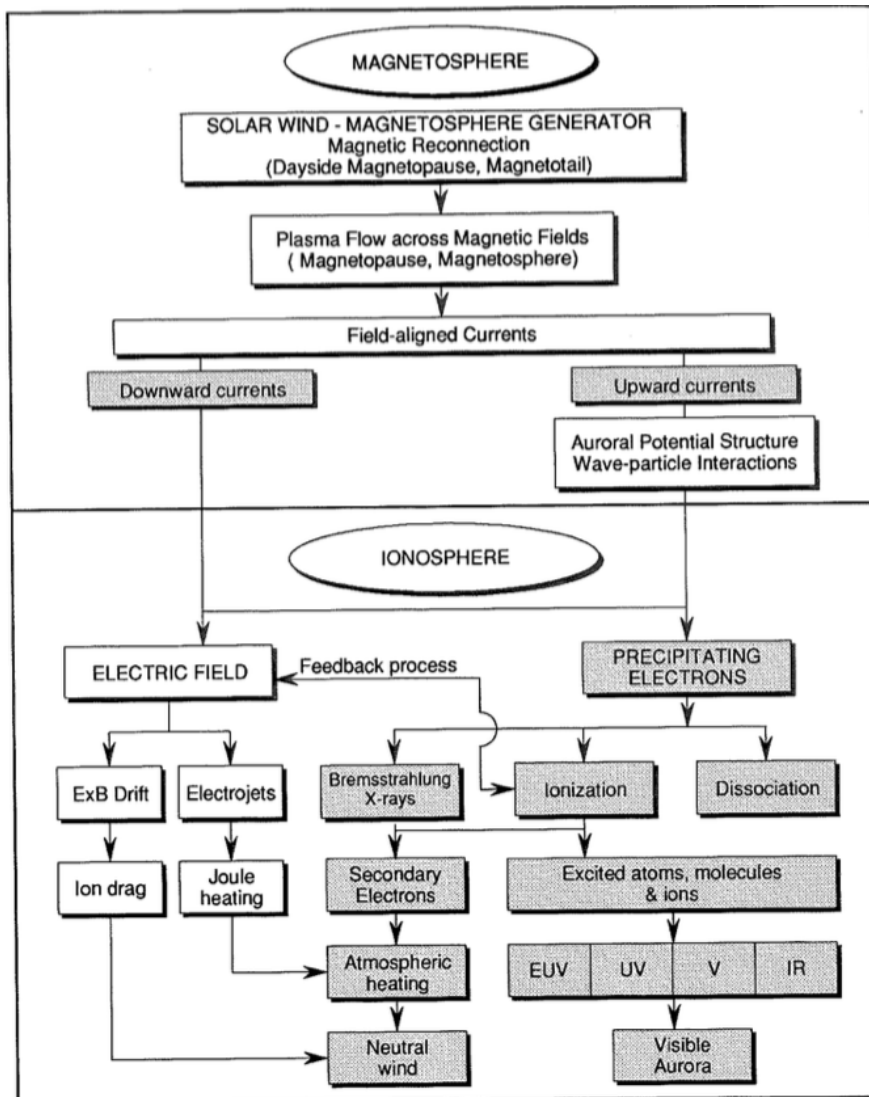 MAGNETOSPHERE
SOLAR WIND - MAGNETOSPHERE GENERATOR
Magnetic Reconnection
(Dayside Magnetopause, Magnetotail)
Plasma Flow across Magnetic Fields
( Magnetopause, Magnetosphere)
Field-aligned Currents
Downward currents
Upward currents
Auroral Potential Structure
Wave-particle Interactions
IONOSPHERE
ELECTRIC FIELD
Feedback process
PRECIPITATING
ELECTRONS
ExB Drift
Electrojets
Bremsstrahlung
X-rays
Ionization
Dissociation
Ion drag
Joule
heating
Secondary
Electrons
Excited atoms, molecules
& ions
Atmospheric
heating
EUV
UV
V
IR
Neutral
wind
Visible
Aurora